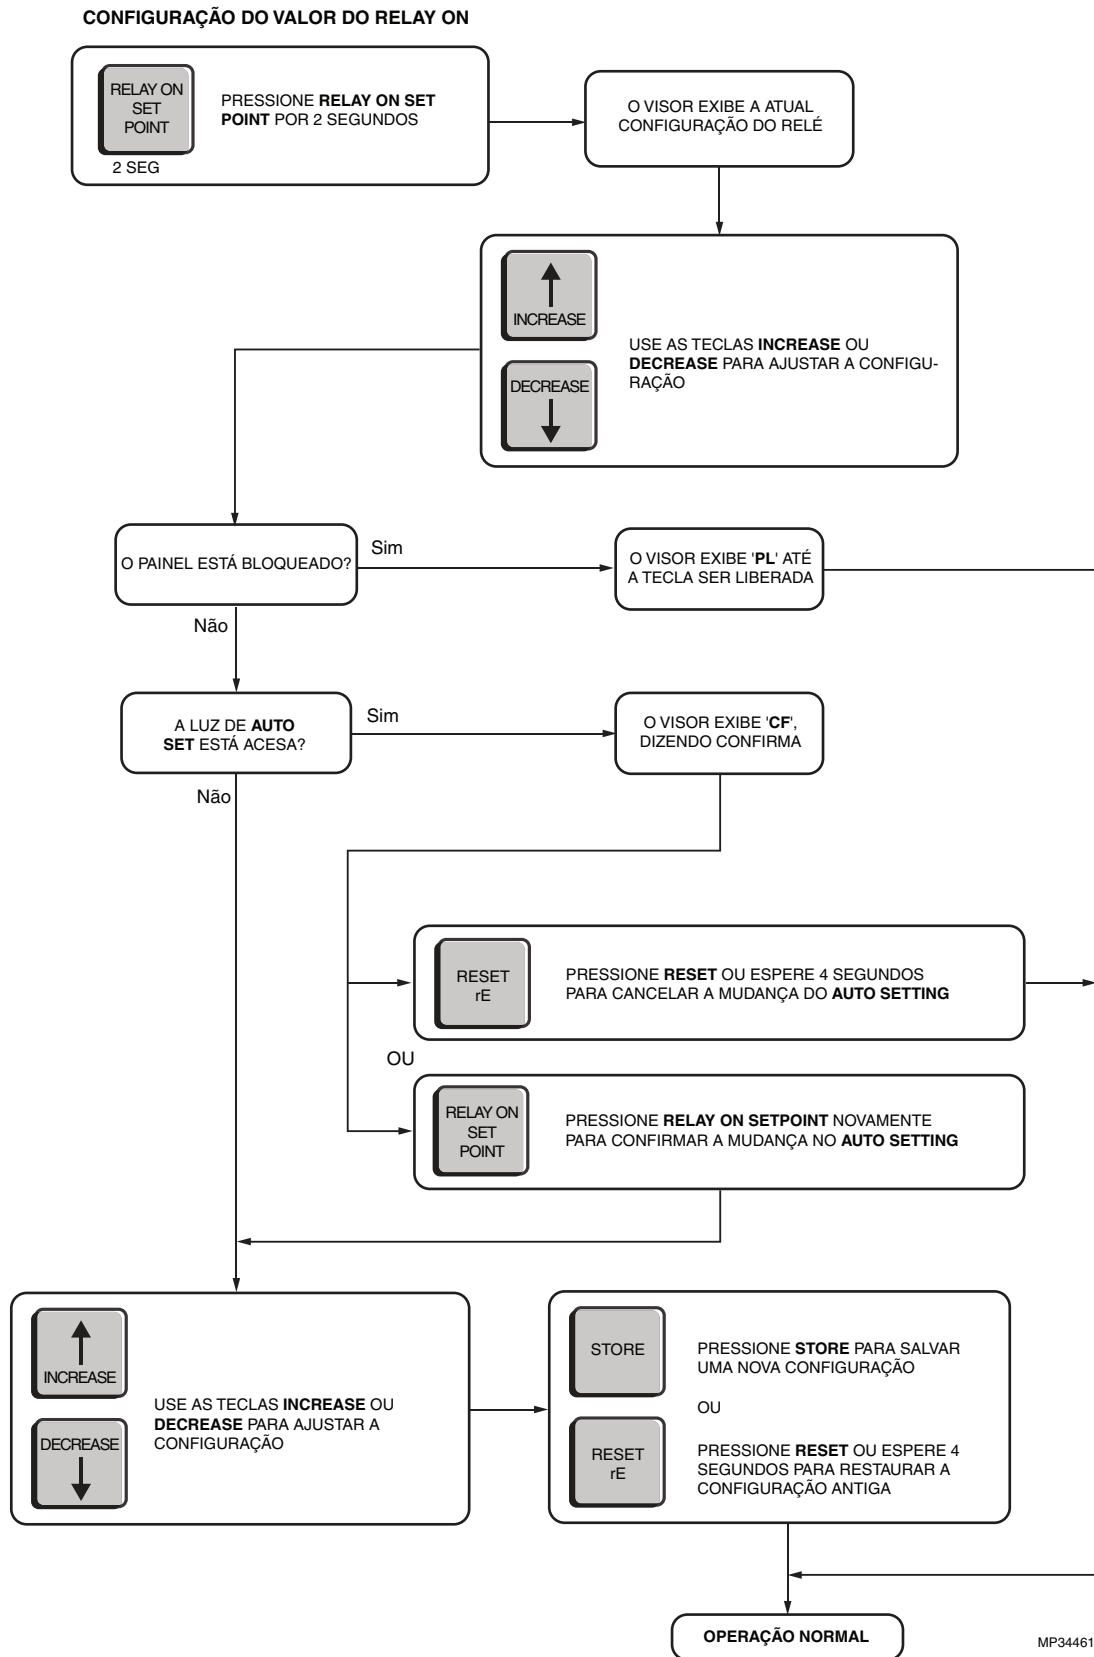 CONFIGURAÇÃO DO VALOR DO RELAY ON
RELAY ON
SET
POINT
2 SEG
PRESSIONE RELAY ON SET
POINT POR 2 SEGUNDOS
O VISOR EXIBE A ATUAL
CONFIGURAÇÃO DO RELÉ
INCREASE
DECREASE
USE AS TECLAS INCREASE OU
DECREASE PARA AJUSTAR A CONFIGU-
RAÇÃO
O PAINEL ESTÁ BLOQUEADO?
Sim
O VISOR EXIBE 'PL' ATÉ
A TECLA SER LIBERADA
Não
A LUZ DE AUTO
SET ESTÁ ACESA?
Sim
O VISOR EXIBE 'CF',
DIZENDO CONFIRMA
Não
RESET
rE
PRESSIONE RESET OU ESPERE 4 SEGUNDOS
PARA CANCELAR A MUDANÇA DO AUTO SETTING
OU
RELAY ON
SET
POINT
PRESSIONE RELAY ON SETPOINT NOVAMENTE
PARA CONFIRMAR A MUDANÇA NO AUTO SETTING
INCREASE
DECREASE
USE AS TECLAS INCREASE OU
DECREASE PARA AJUSTAR A
CONFIGURAÇÃO
STORE
PRESSIONE STORE PARA SALVAR
UMA NOVA CONFIGURAÇÃO
OU
RESET
rE
PRESSIONE RESET OU ESPERE 4
SEGUNDOS PARA RESTAURAR A
CONFIGURAÇÃO ANTIGA
OPERAÇÃO NORMAL
MP34461